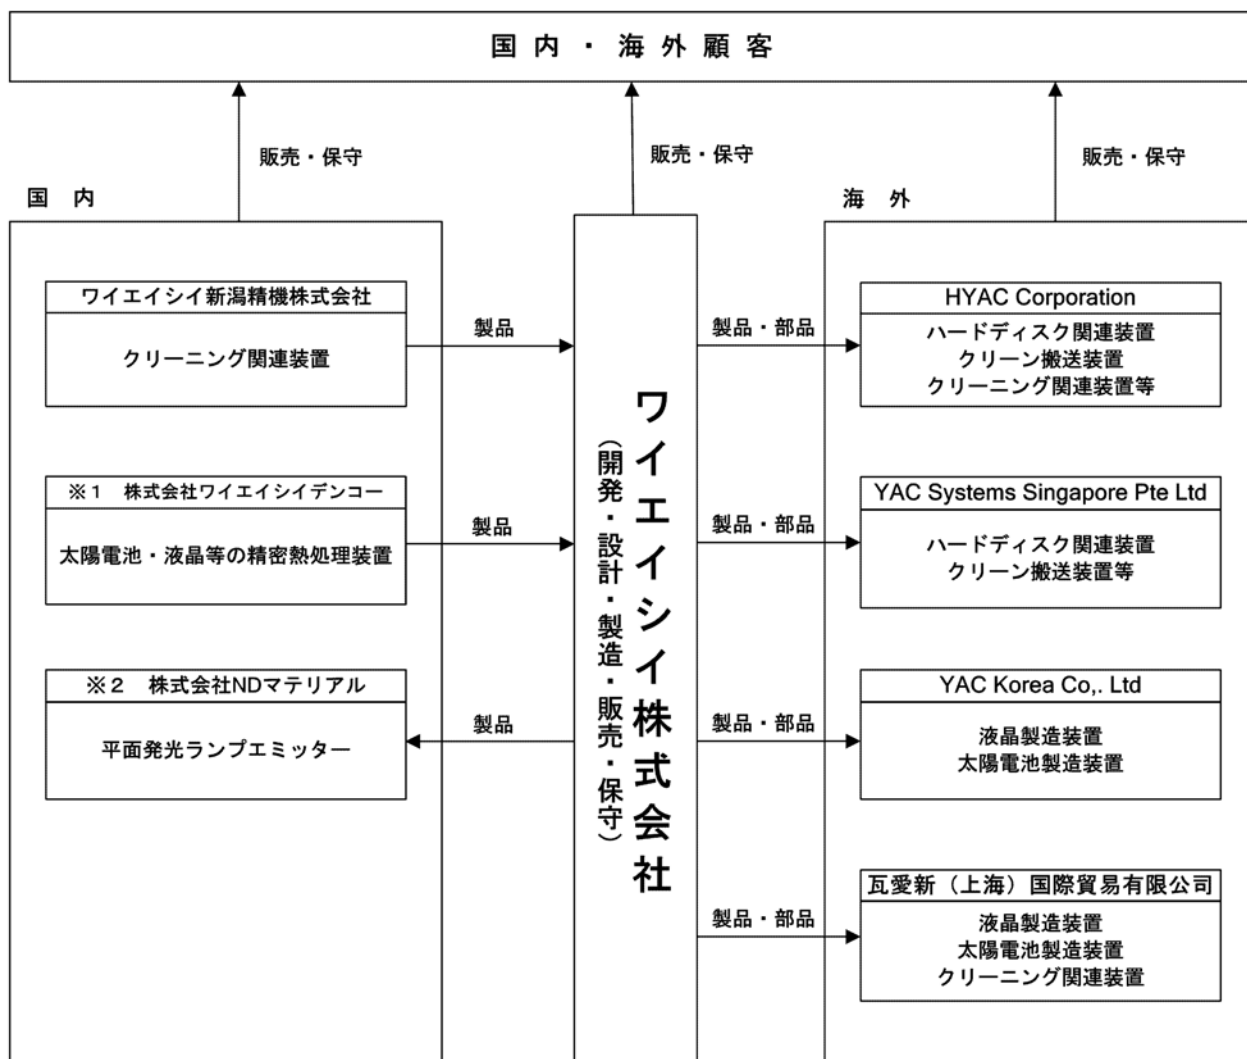 国内・海外顧客
販売・保守
販売・保守
販売・保守
国内
海外
ワイエイシイ新潟精機株式会社
クリーニング関連装置
製品
※1 株式会社ワイエイシイデンコー
太陽電池・液晶等の精密熱処理装置
製品
※2 株式会社NDマテリアル
平面発光ランプエミッター
製品
ワイエイシイ株式会社
(開発・設計・製造・販売・保守)
製品・部品
HYAC Corporation
ハードディスク関連装置
クリーン搬送装置
クリーニング関連装置等
製品・部品
YAC Systems Singapore Pte Ltd
ハードディスク関連装置
クリーン搬送装置等
製品・部品
YAC Korea Co,. Ltd
液晶製造装置
太陽電池製造装置
製品・部品
瓦愛新(上海)国際貿易有限公司
液晶製造装置
太陽電池製造装置
クリーニング関連装置